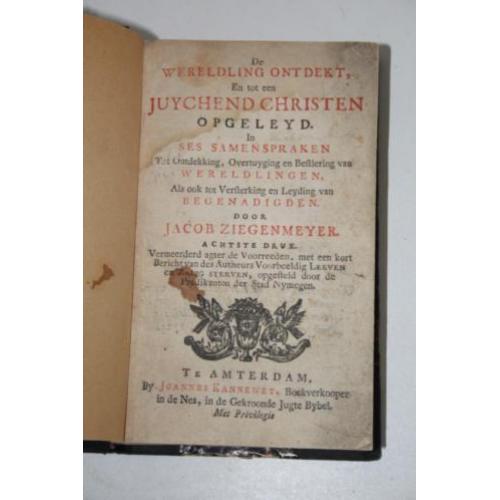 De
WERELDLING ONTDEKT,
En tot een
JUYCHEND CHRISTEN
OPGELEYD.
In
SES SAMENSPRAKEN
Tot Ontdekking, Overtuyging en Bestiering van
WERELDLINGEN,
Als ook tot Versterking en Leyding van
BEGENADIGDEN.
DOOR
JACOB ZIEGENMEYER.
ACHTSTE DRUK.
Vermeerderd agter de Voorreeden, met een kort
Bericht van des Autheurs Voorbeeldig LEEVEN
en ZALIG STERVEN, opgesteld door de
Predikanten der Stad Nymegen.
TE AMSTERDAM,
By JOANNES KANNEWET, Boekverkooper
in de Nes, in de Gekroonde Jugte Bybel.
Met Privilegie